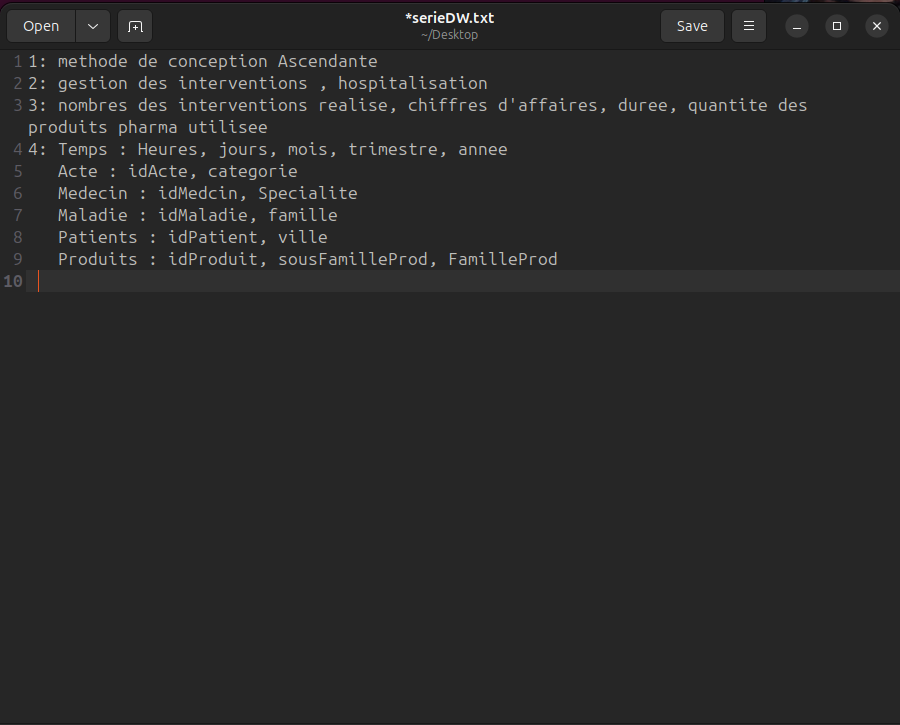 Open
*serieDW.txt
~/Desktop
Save
1 1: methode de conception Ascendante
2 2: gestion des interventions , hospitalisation
3 3: nombres des interventions realise, chiffres d'affaires, duree, quantite des
produits pharma utilisee
4 4: Temps : Heures, jours, mois, trimestre, annee
5 Acte : idActe, categorie
6 Medecin : idMedcin, Specialite
7 Maladie : idMaladie, famille
8 Patients : idPatient, ville
9 Produits : idProduit, sousFamilleProd, FamilleProd
10